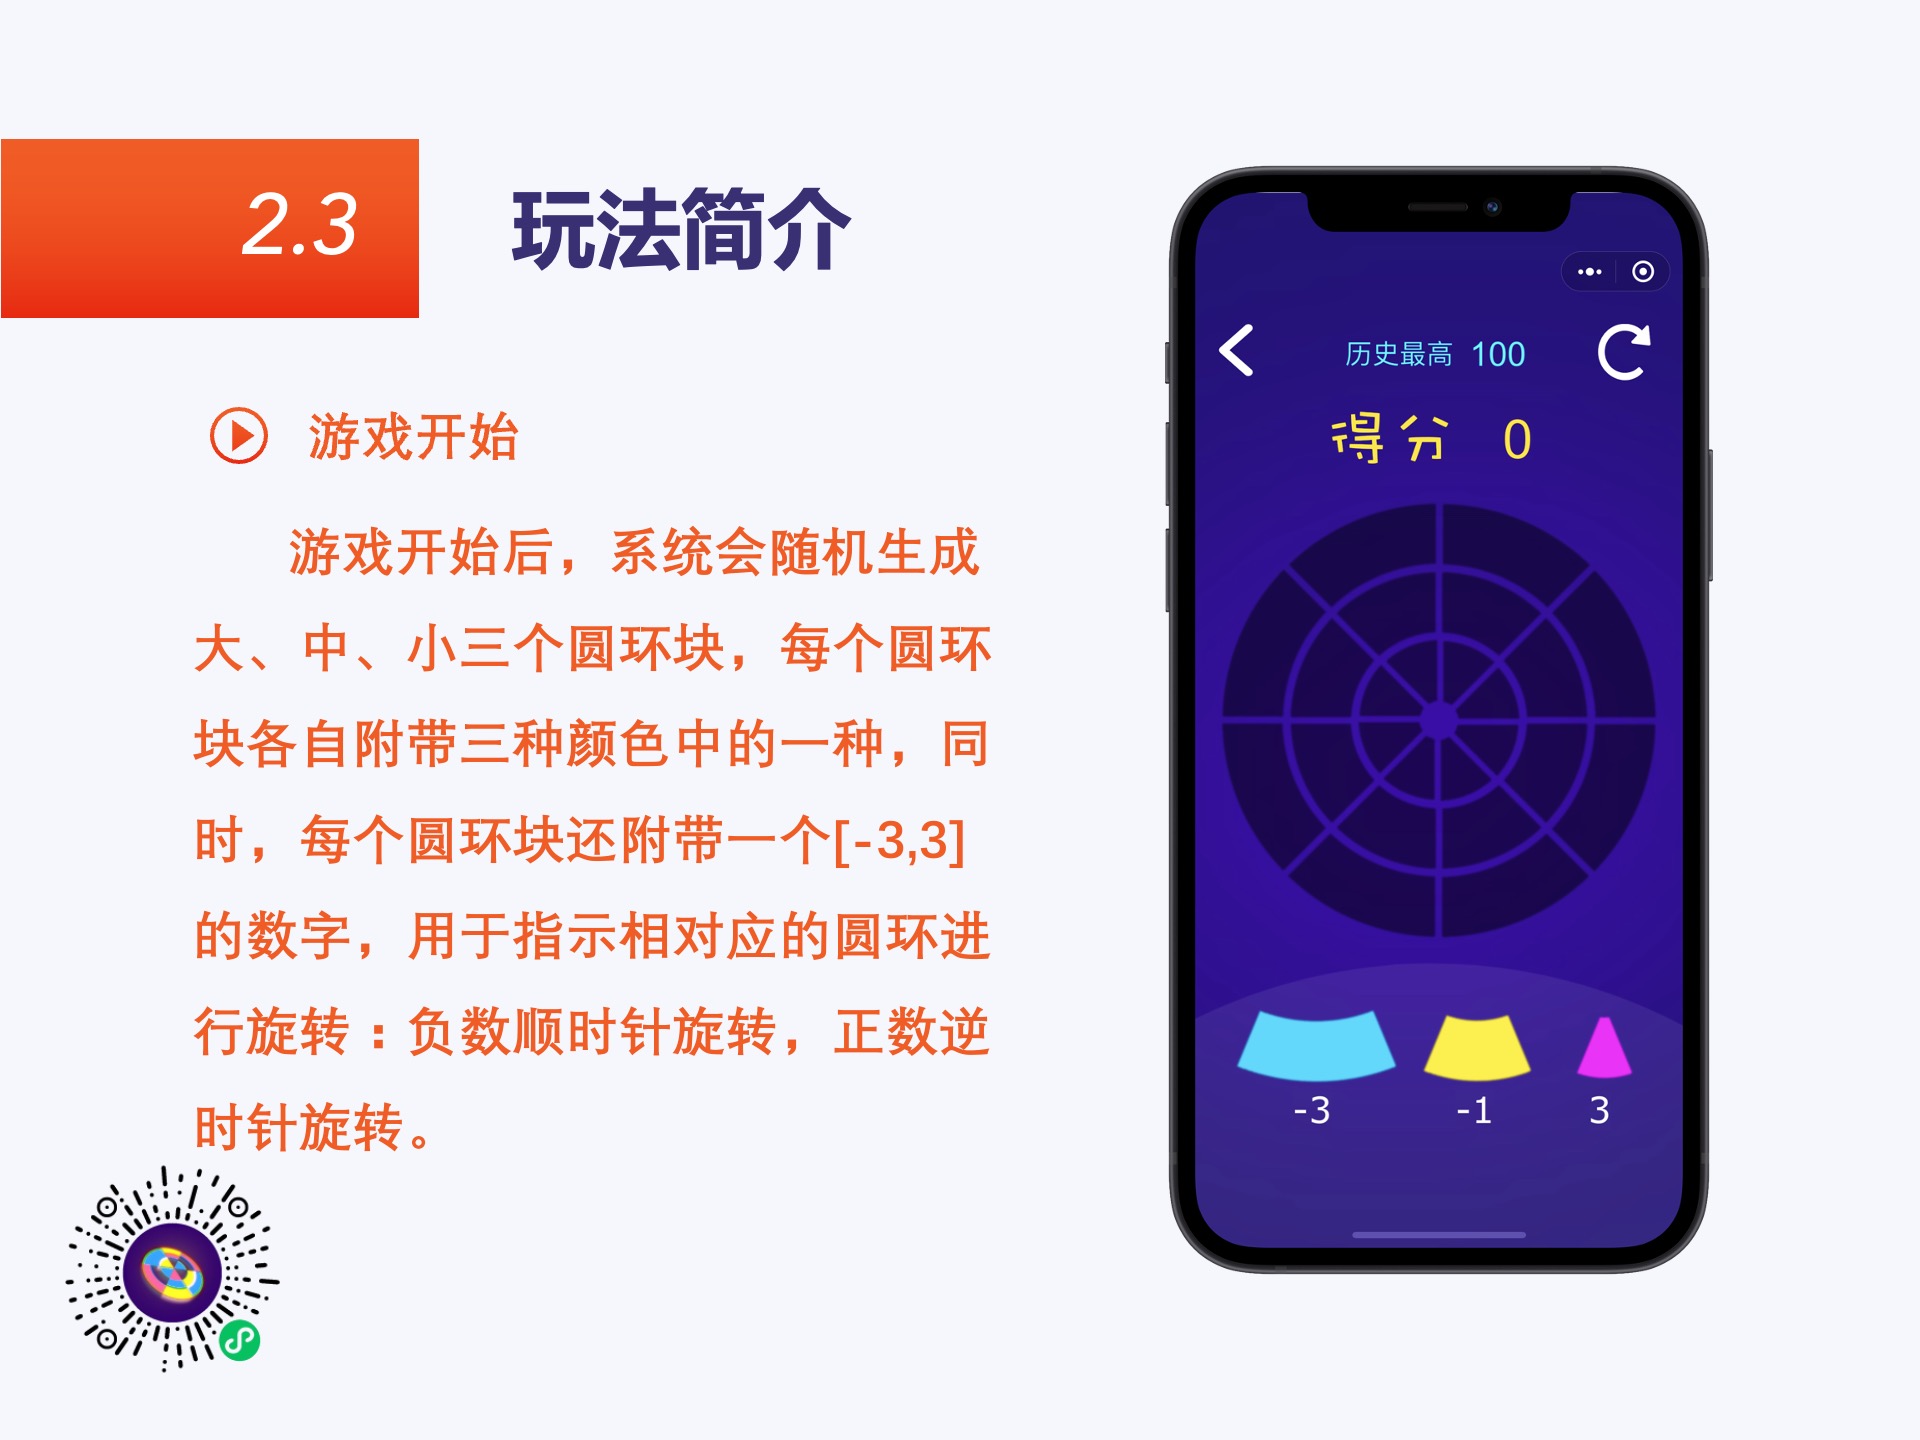 2.3
玩法简介
游戏开始
游戏开始后，系统会随机生成
大、中、小三个圆环块，每个圆环
块各自附带三种颜色中的一种，同
时，每个圆环块还附带一个[-3,3]
的数字，用于指示相对应的圆环进
行旋转：负数顺时针旋转，正数逆
时针旋转。
历史最高 100
得分 0
-3 -1 3